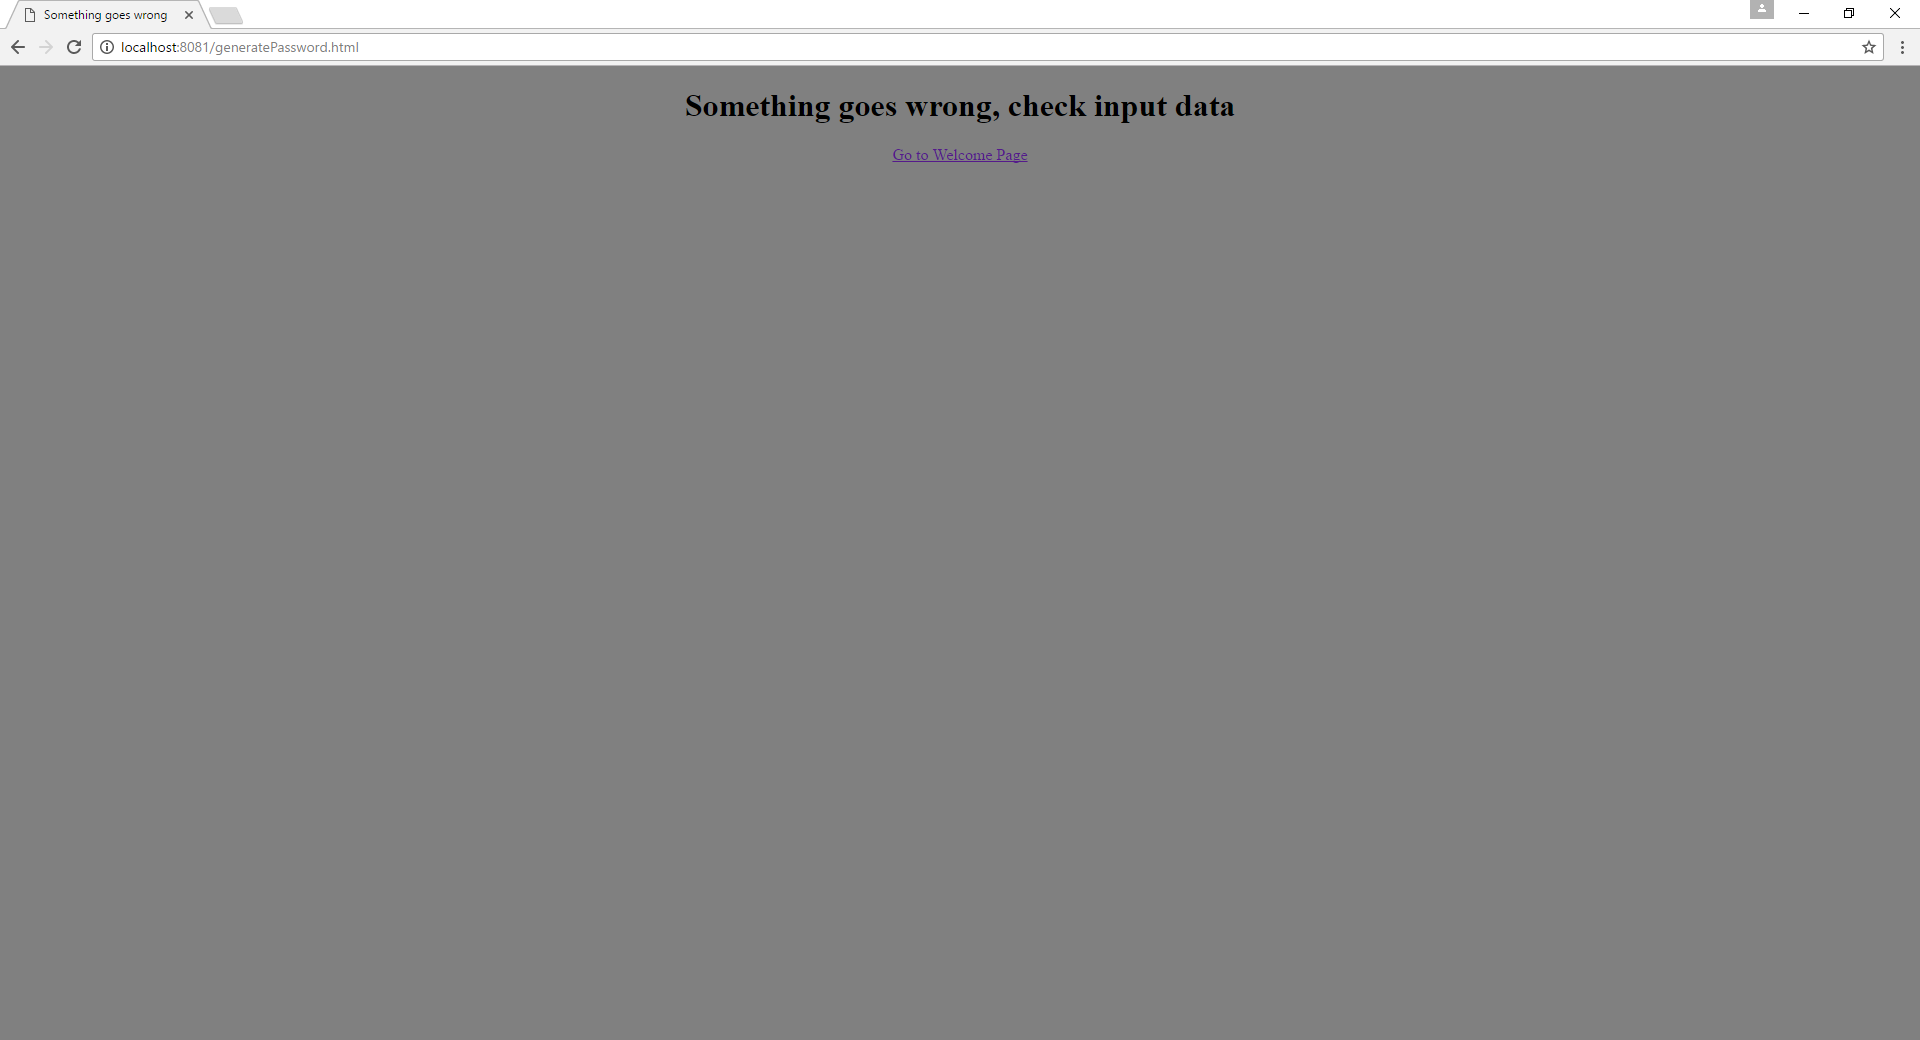 Something goes wrong
localhost:8081/generatePassword.html
Something goes wrong, check input data
Go to Welcome Page